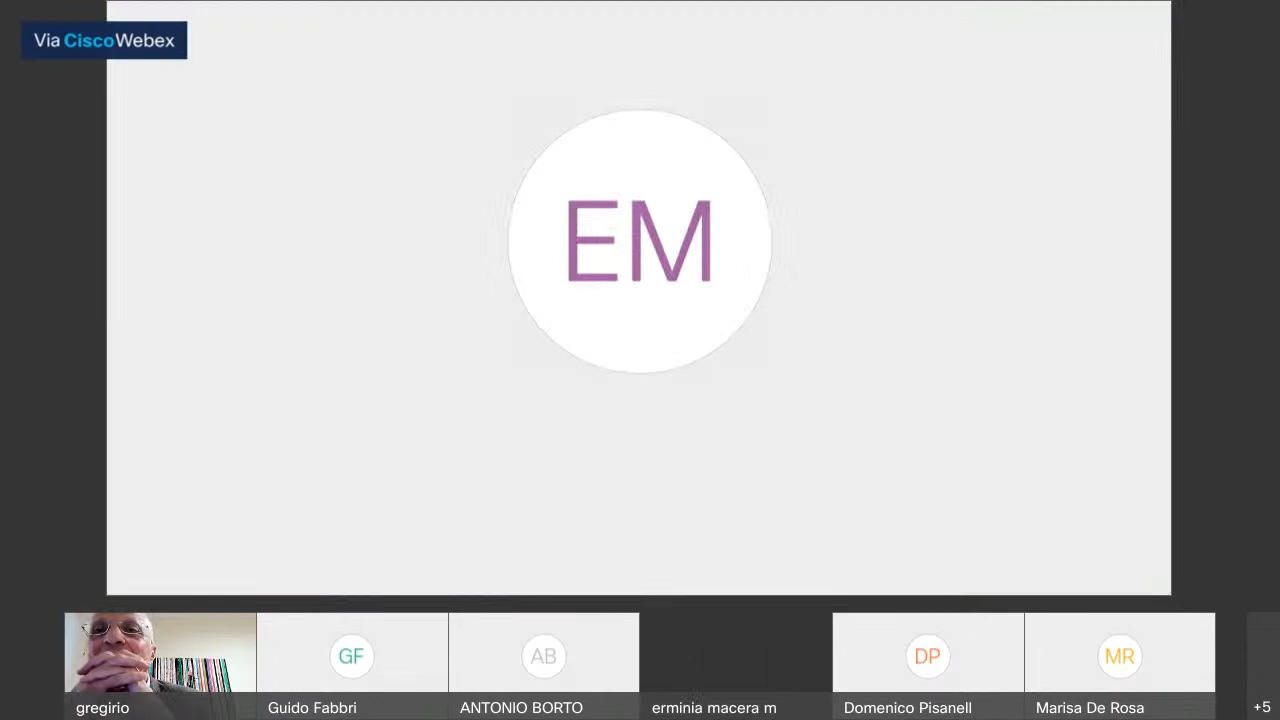 Via CiscoWebex
EM
GF
AB
DP
MR
gregirio
Guido Fabbri
ANTONIO BORTO
erminia macera m
Domenico Pisanell
Marisa De Rosa
+5